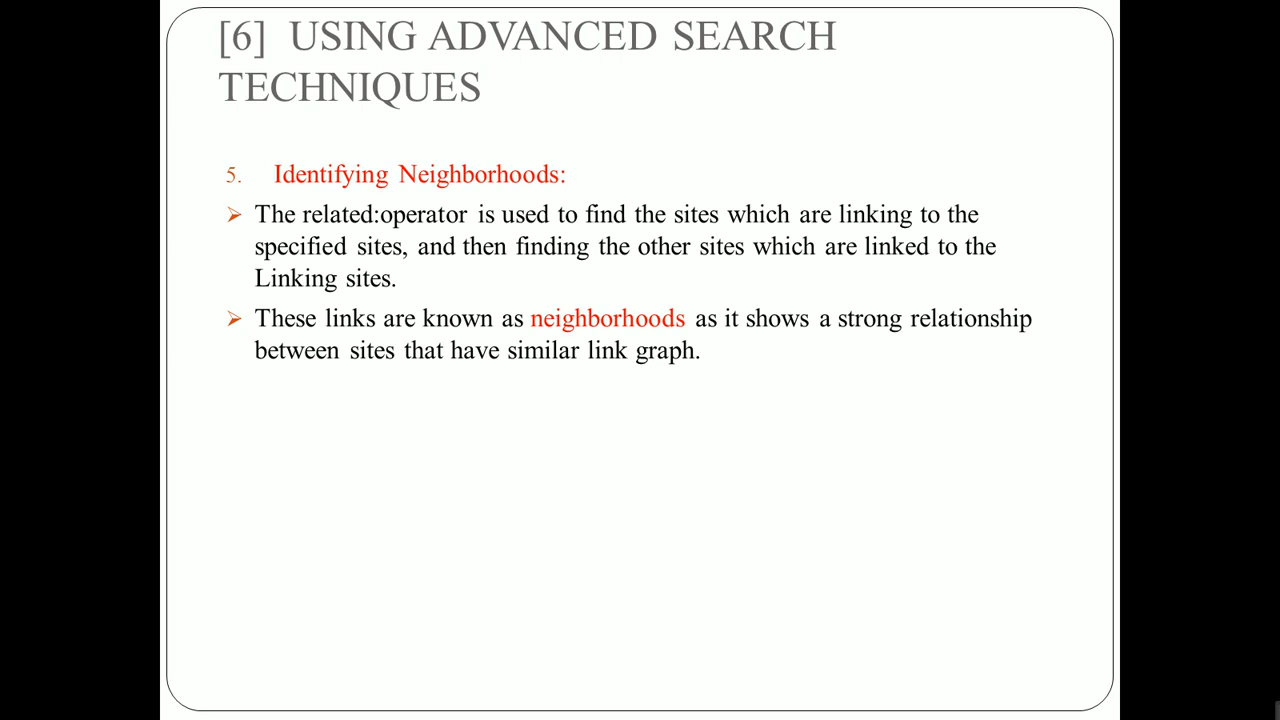 [6] USING ADVANCED SEARCH
TECHNIQUES
5. Identifying Neighborhoods:
The related:operator is used to find the sites which are linking to the
specified sites, and then finding the other sites which are linked to the
Linking sites.
These links are known as neighborhoods as it shows a strong relationship
between sites that have similar link graph.